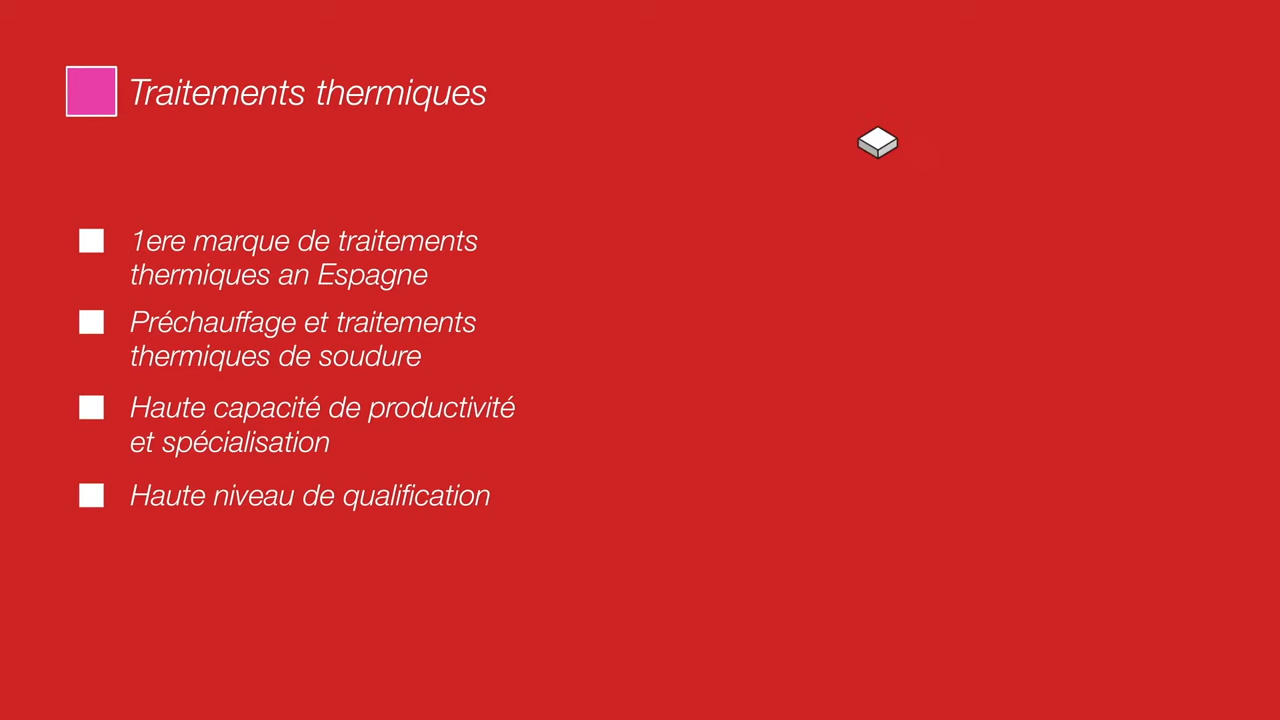 Traitements thermiques
1ere marque de traitements
thermiques an Espagne
Préchauffage et traitements
thermiques de soudure
Haute capacité de productivité
et spécialisation
Haute niveau de qualification